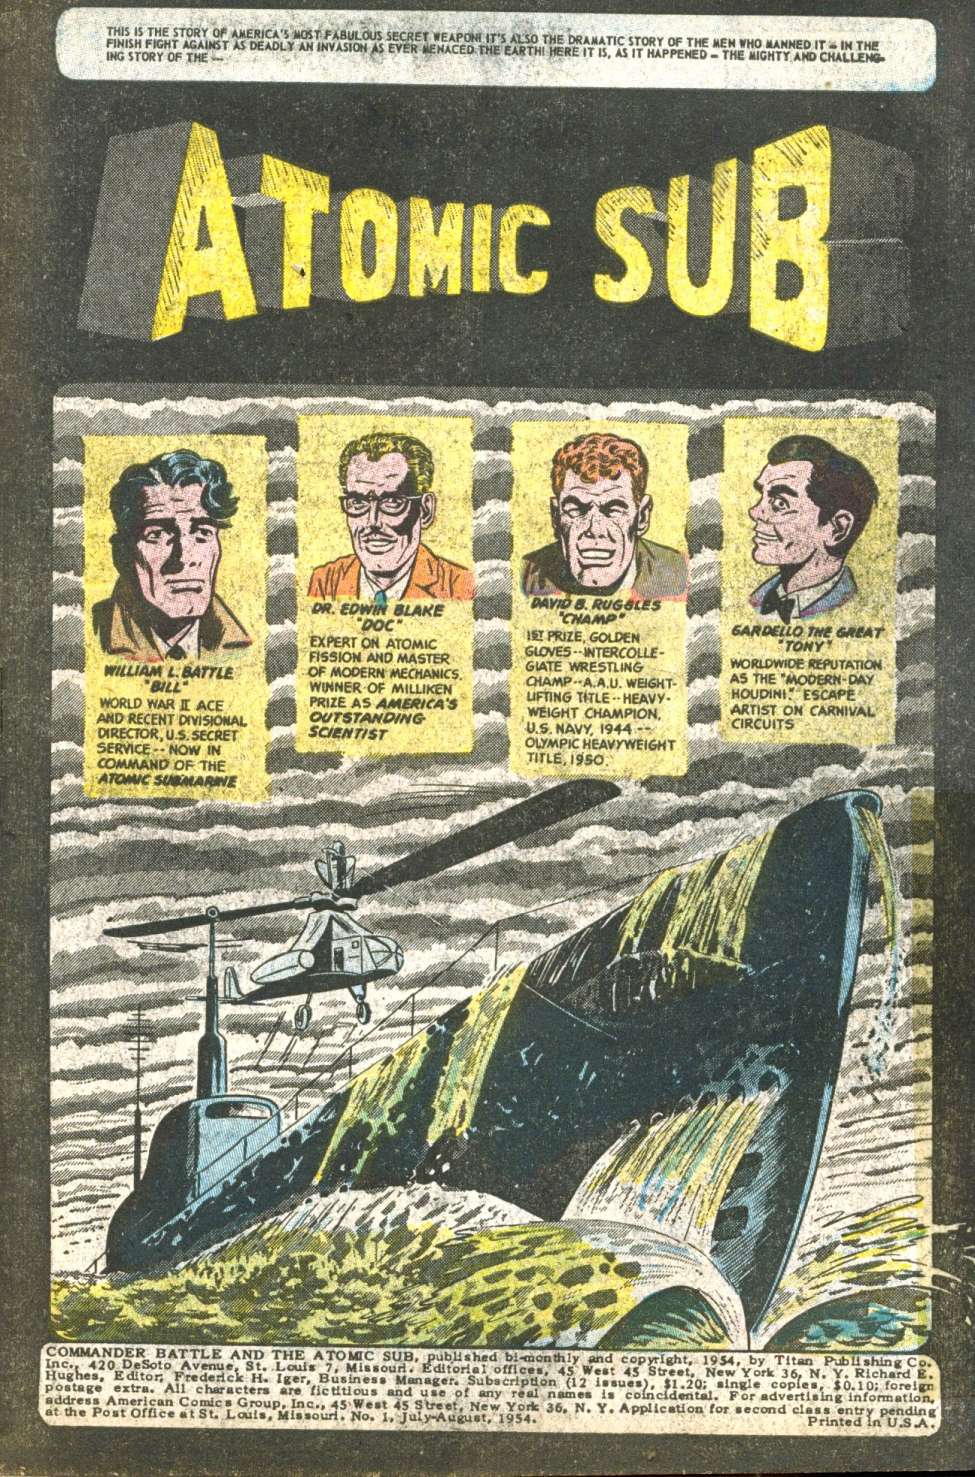 THIS IS THE STORY OF AMERICA'S MOST FABULOUS SECRET WEAPON! IT'S ALSO THE DRAMATIC STORY OF THE MEN WHO MANNED IT – IN THE
FINISH FIGHT AGAINST AS DEADLY AN INVASION AS EVER MENACED THE EARTH! HERE IT IS, AS IT HAPPENED – THE MIGHTY AND CHALLENG-
ING STORY OF THE —
ATOMIC SUB
WILLIAM L. BATTLE
"BILL"
WORLD WAR II ACE,
AND RECENT DIVISIONAL
DIRECTOR, U.S. SECRET
SERVICE -- NOW IN
COMMAND OF THE
ATOMIC SUBMARINE
DR. EDWIN BLAKE
"DOC"
EXPERT ON ATOMIC
FISSION AND MASTER
OF MODERN MECHANICS.
WINNER OF MILLIKEN
PRIZE AS AMERICA'S
OUTSTANDING
SCIENTIST
DAVID B. RUGGLES
"CHAMP"
1ST PRIZE, GOLDEN
GLOVES -- INTERCOLLE-
GIATE WRESTLING
CHAMP -- A.A.U. WEIGHT-
LIFTING TITLE -- HEAVY-
WEIGHT CHAMPION,
U.S. NAVY, 1944 --
OLYMPIC HEAVYWEIGHT
TITLE, 1950.
GARDELLO THE GREAT
"TONY"
WORLDWIDE REPUTATION
AS THE "MODERN-DAY
HOUDINI." ESCAPE
ARTIST ON CARNIVAL
CIRCUITS
COMMANDER BATTLE AND THE ATOMIC SUB, published bi-monthly and copyright, 1954, by Titan Publishing Co.
Inc., 420 DeSoto Avenue, St. Louis 7, Missouri. Editorial offices, 45 West 45 Street, New York 36, N. Y. Richard E.
Hughes, Editor; Frederick H. Iger, Business Manager. Subscription (12 issues), $1.20; single copies, $0.10; foreign
postage extra. All characters are fictitious and use of any real names is coincidental. For advertising information,
address American Comics Group, Inc., 45 West 45 Street, New York 36, N. Y. Application for second class entry pending
at the Post Office at St. Louis, Missouri. No. 1, July-August, 1954. Printed in U.S.A.